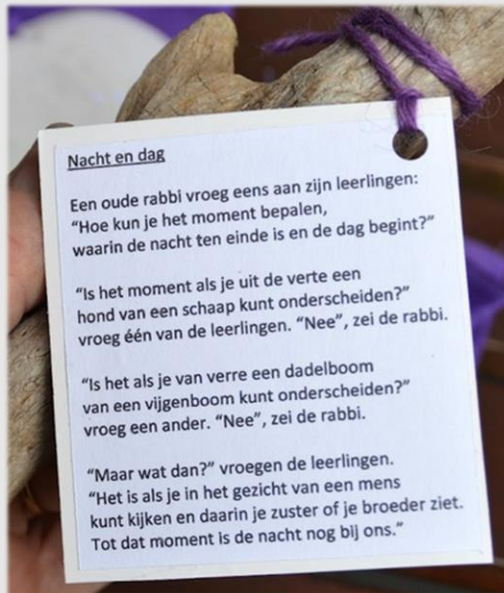 Nacht en dag
Een oude rabbi vroeg eens aan zijn leerlingen:
“Hoe kun je het moment bepalen,
waarin de nacht ten einde is en de dag begint?”
“Is het moment als je uit de verte een
hond van een schaap kunt onderscheiden?”
vroeg één van de leerlingen. “Nee”, zei de rabbi.
“Is het als je van verre een dadelboom
van een vijgenboom kunt onderscheiden?”
vroeg een ander. “Nee”, zei de rabbi.
“Maar wat dan?” vroegen de leerlingen.
“Het is als je in het gezicht van een mens
kunt kijken en daarin je zuster of je broeder ziet.
Tot dat moment is de nacht nog bij ons.”